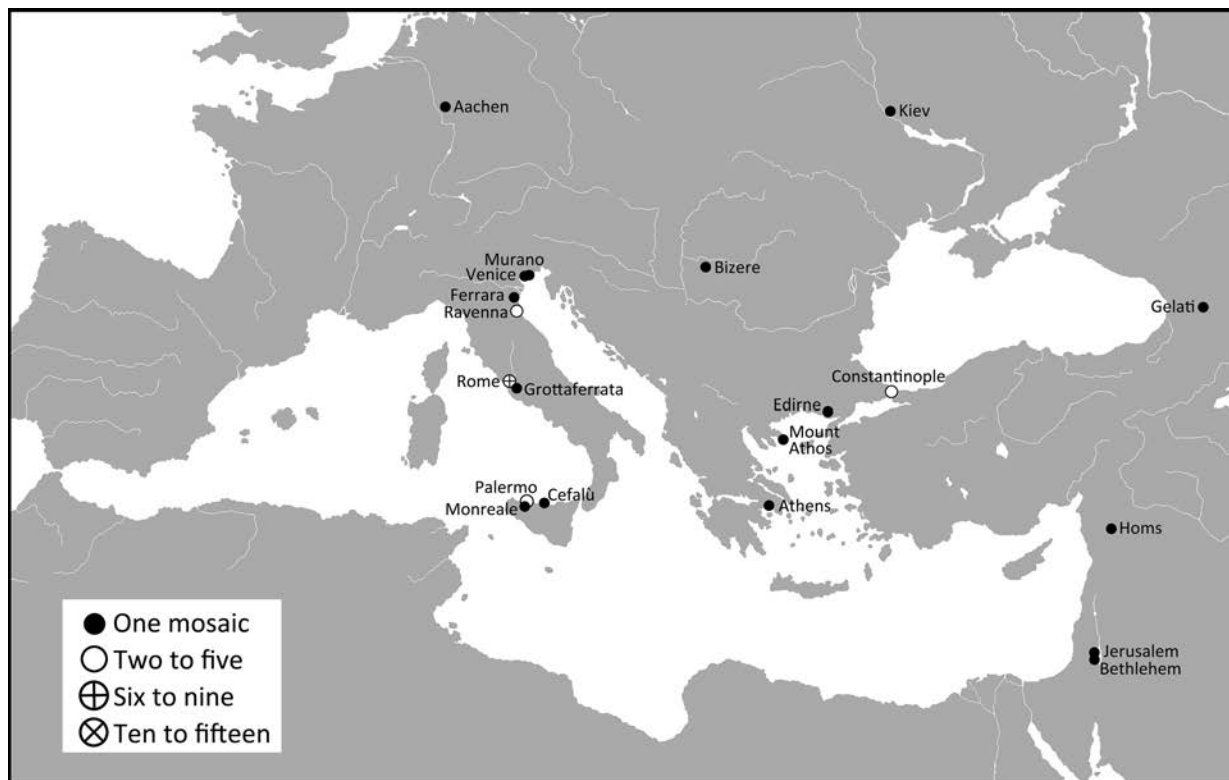 Aachen
Kiev
Murano
Venice
Bizere
Ferrara
Ravenna
Gelati
Constantinople
Rome
Grottaferrata
Edirne
Mount
Athos
Palermo
Cefalù
Monreale
Athens
Homs
One mosaic
Two to five
Six to nine
Ten to fifteen
Jerusalem
Bethlehem